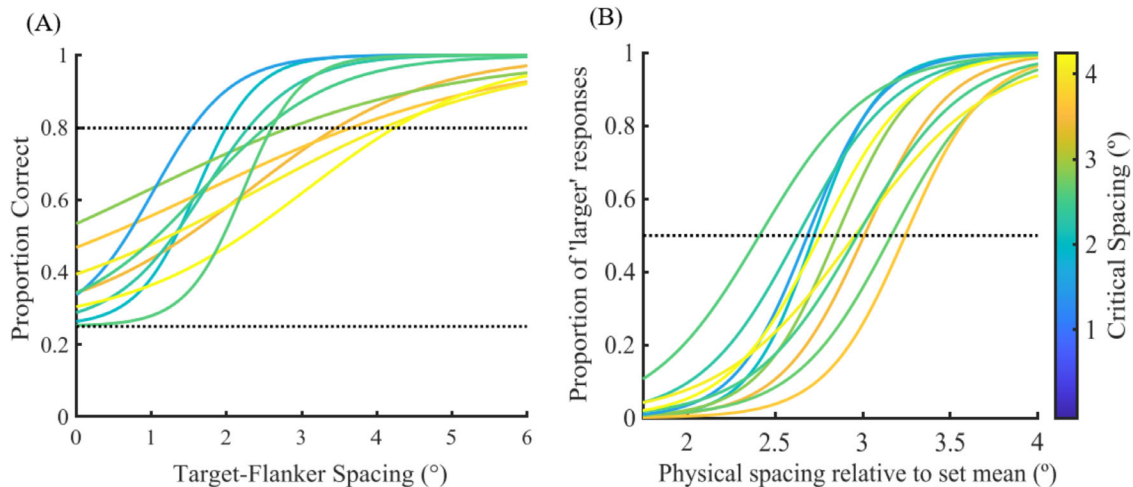 (A)
1
0.8
0.6
0.4
0.2
0
0 1 2 3 4 5 6
Proportion Correct
Target-Flanker Spacing (°)
(B)
1
0.8
0.6
0.4
0.2
0
2 2.5 3 3.5 4
Proportion of 'larger' responses
Physical spacing relative to set mean (º)
4
3
2
1
Critical Spacing (º)